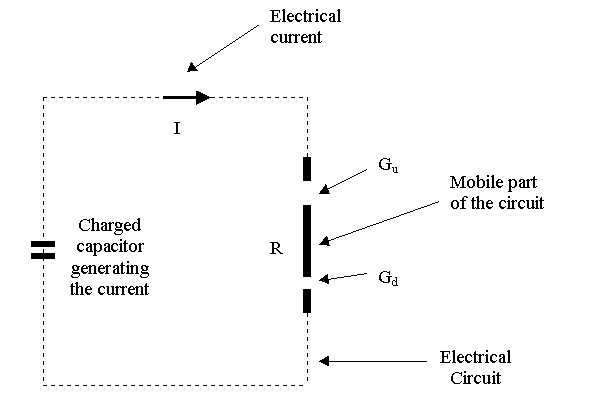 Electrical
current
I
Gu
Mobile part
of the circuit
Charged
capacitor
generating
the current
R
Gd
Electrical
Circuit